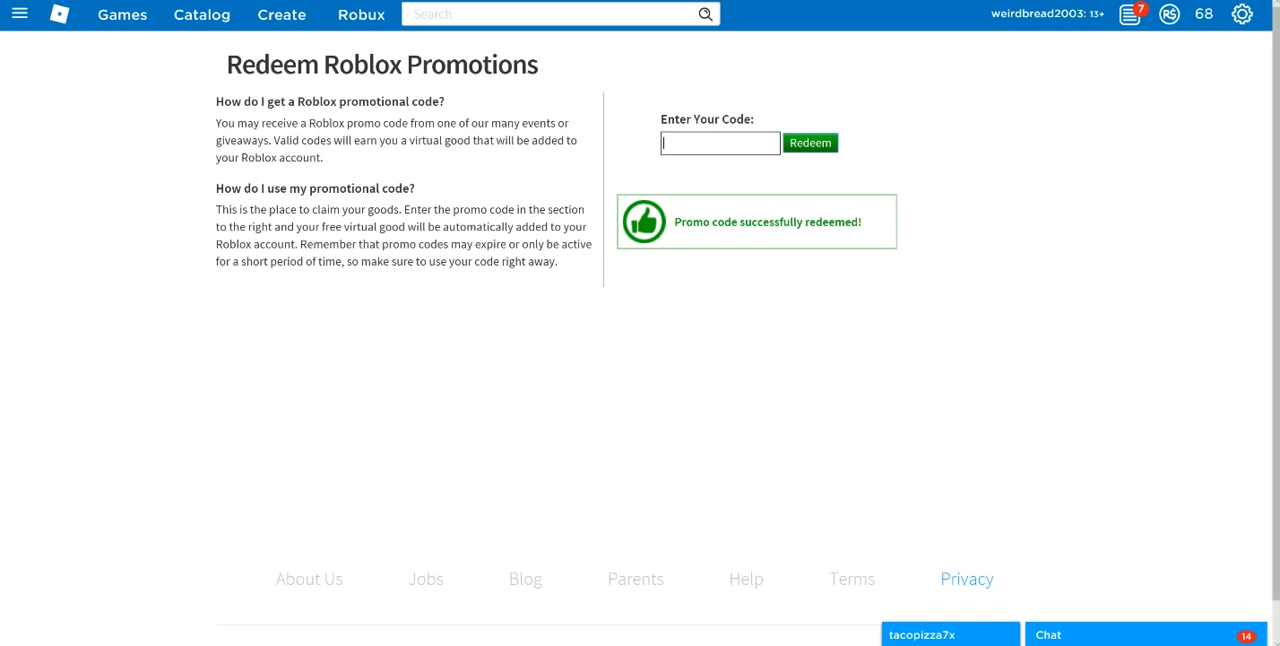 Games Catalog Create Robux Search weirdbread2003: 13+ 7 R$ 68
Redeem Roblox Promotions
How do I get a Roblox promotional code?
You may receive a Roblox promo code from one of our many events or
giveaways. Valid codes will earn you a virtual good that will be added to
your Roblox account.
How do I use my promotional code?
This is the place to claim your goods. Enter the promo code in the section
to the right and your free virtual good will be automatically added to your
Roblox account. Remember that promo codes may expire or only be active
for a short period of time, so make sure to use your code right away.
Enter Your Code:
Redeem
Promo code successfully redeemed!
About Us Jobs Blog Parents Help Terms Privacy
tacopizza7x Chat 14